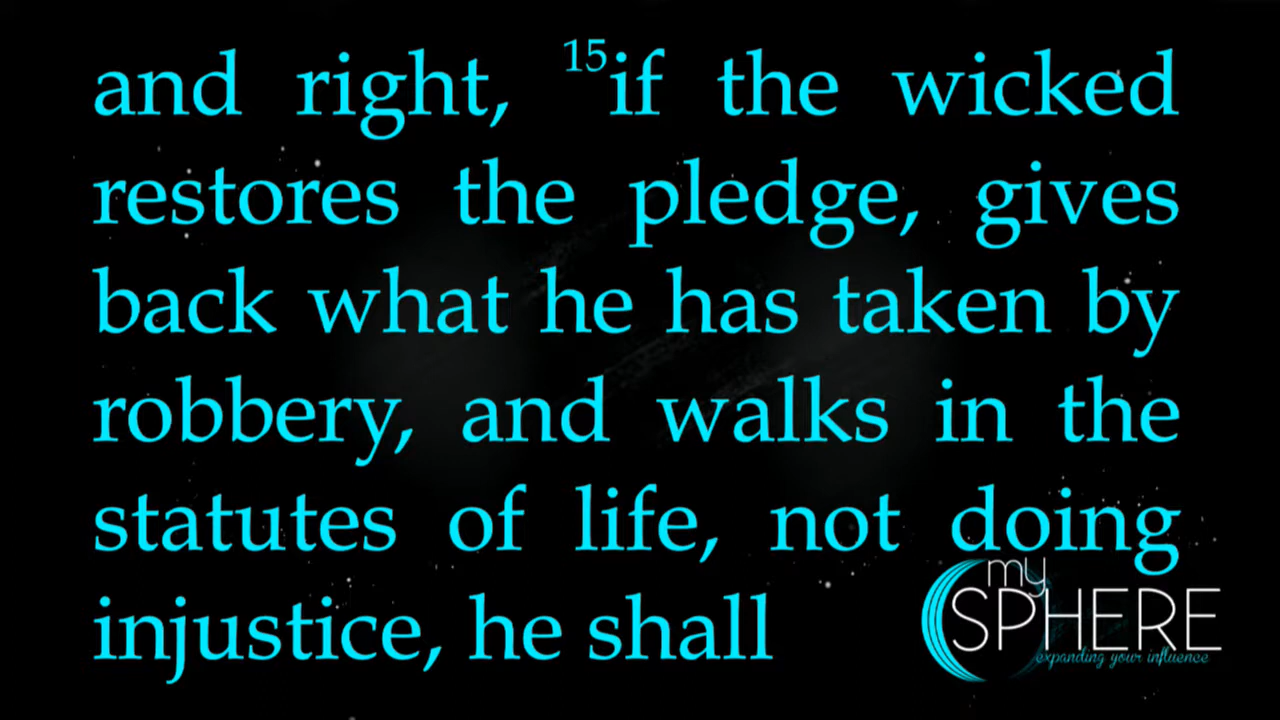 and right, ¹⁵if the wicked
restores the pledge, gives
back what he has taken by
robbery, and walks in the
statutes of life, not doing
injustice, he shall
my
SPHERE
expanding your influence